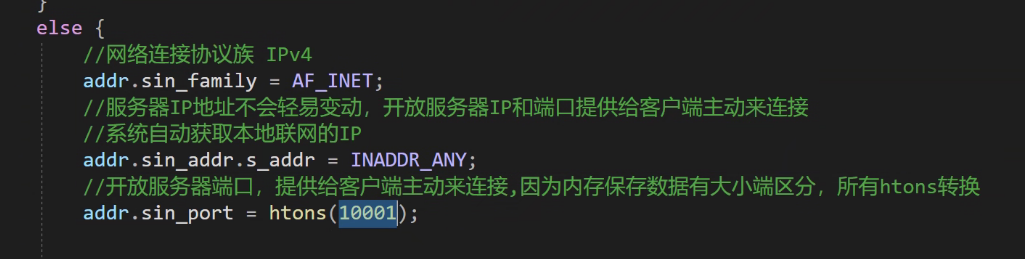 }
else {
//网络连接协议族 IPv4
addr.sin_family = AF_INET;
//服务器IP地址不会轻易变动，开放服务器IP和端口提供给客户端主动来连接
//系统自动获取本地联网的IP
addr.sin_addr.s_addr = INADDR_ANY;
//开放服务器端口，提供给客户端主动来连接,因为内存保存数据有大小端区分，所有htons转换
addr.sin_port = htons(10001);